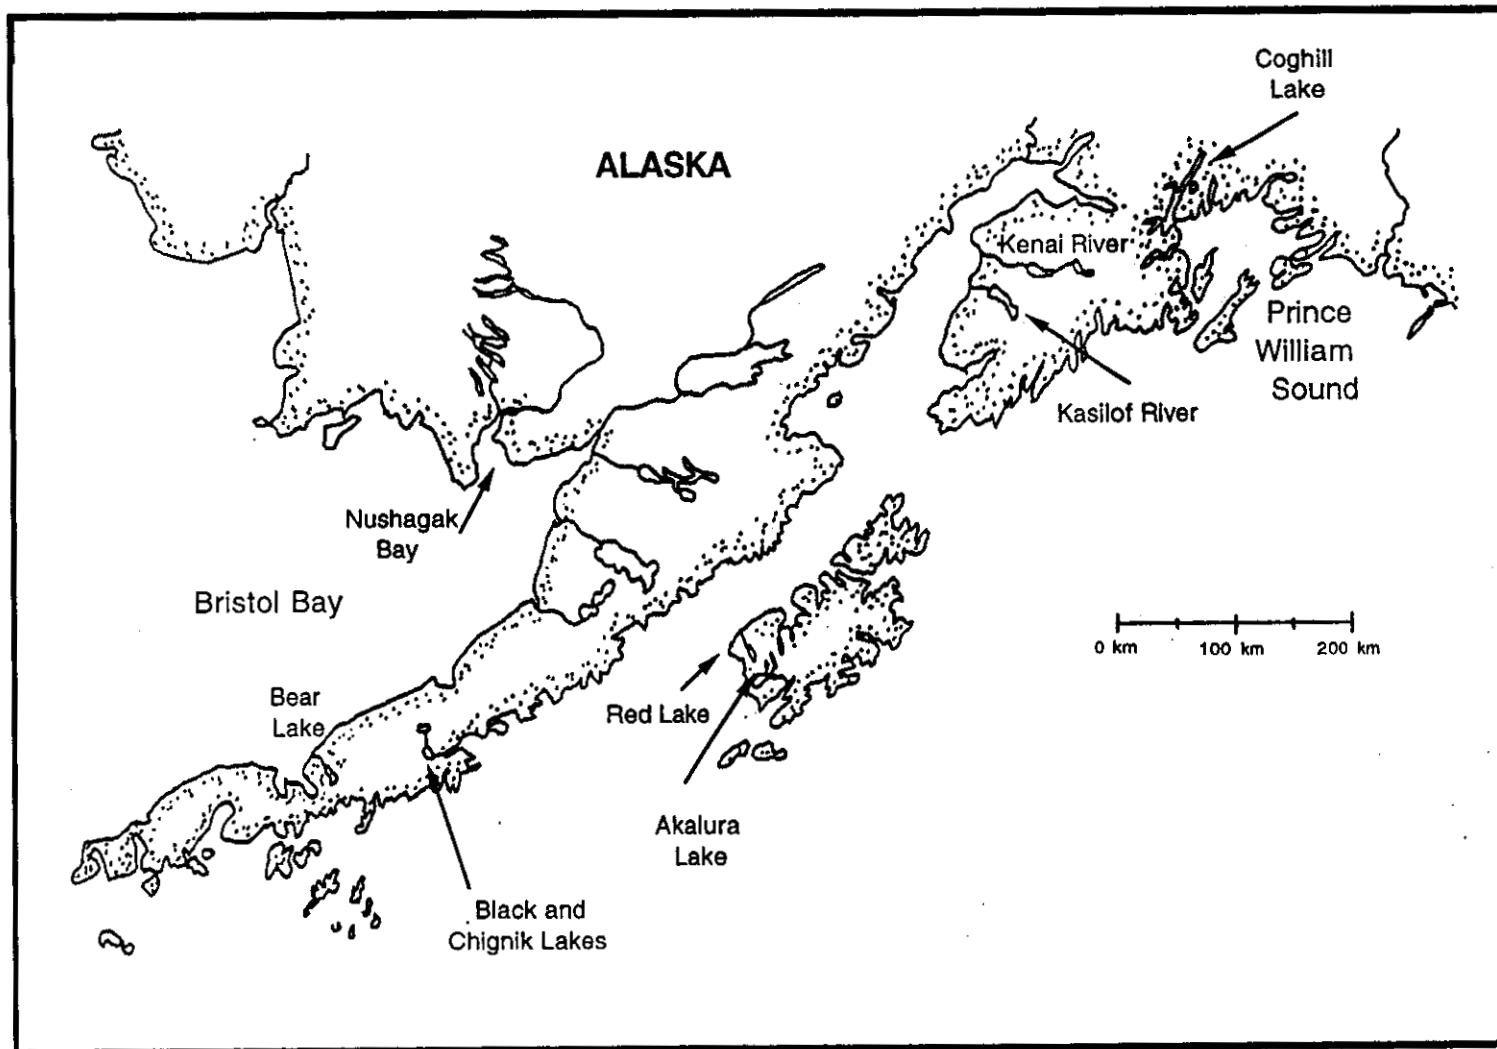 Coghill
Lake
ALASKA
Kenai River
Prince
William
Sound
Kasilof River
Nushagak
Bay
Bristol Bay
0 km
100 km
200 km
Bear
Lake
Red Lake
Akalura
Lake
Black and
Chignik Lakes